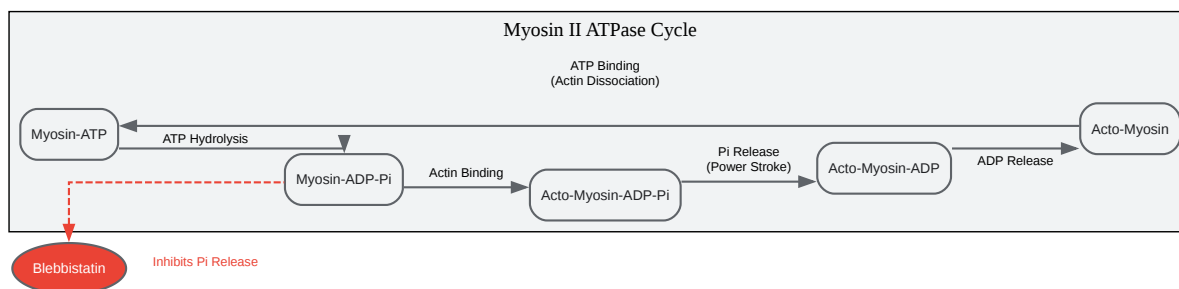 Myosin II ATPase Cycle
ATP Binding
(Actin Dissociation)
Myosin-ATP
ATP Hydrolysis
Acto-Myosin
Myosin-ADP-Pi
Actin Binding
Acto-Myosin-ADP-Pi
Pi Release
(Power Stroke)
Acto-Myosin-ADP
ADP Release
Blebbistatin
Inhibits Pi Release